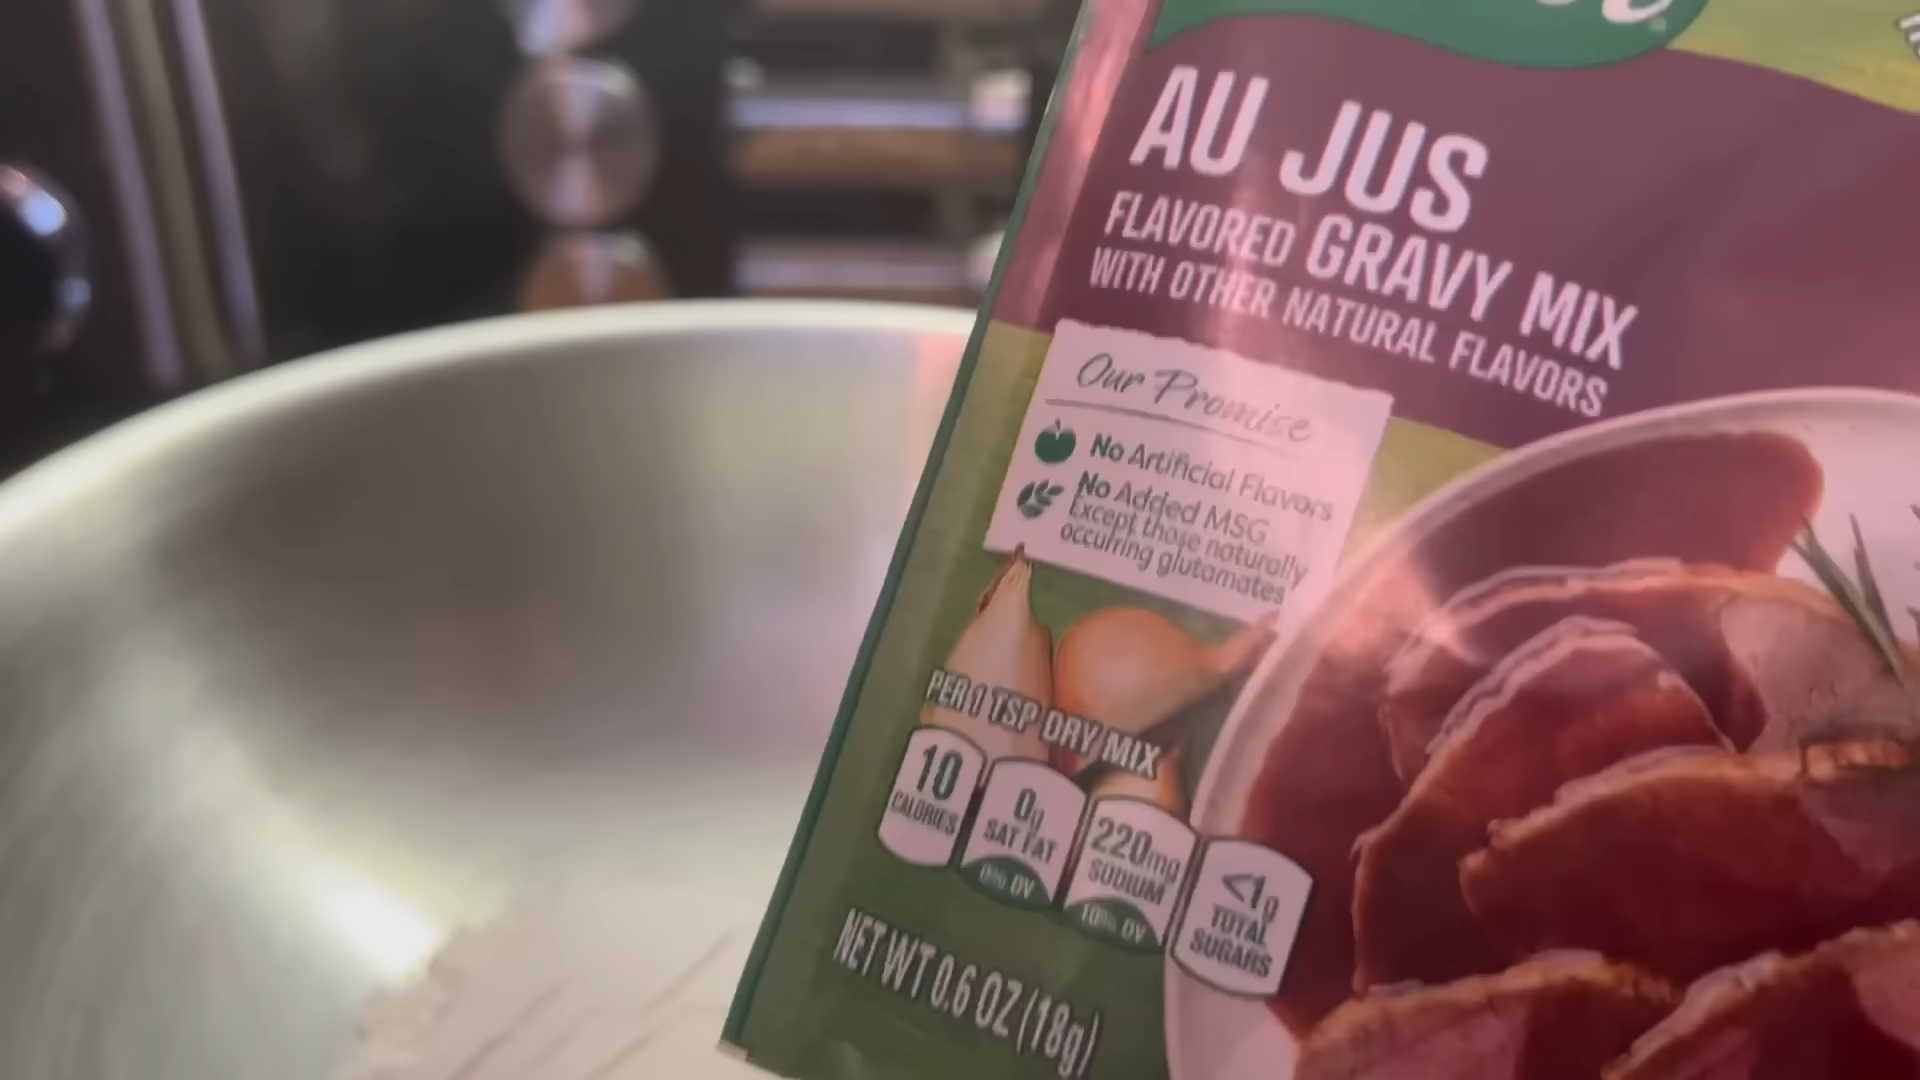 AU JUS
FLAVORED GRAVY MIX
WITH OTHER NATURAL FLAVORS
Our Promise
No Artificial Flavors
No Added MSG
Except those naturally
occurring glutamates
PER 1 TSP DRY MIX
10
CALORIES
0g
SAT FAT
0% DV
220mg
SODIUM
10% DV
<1g
TOTAL
SUGARS
NET WT 0.6 OZ (18g)